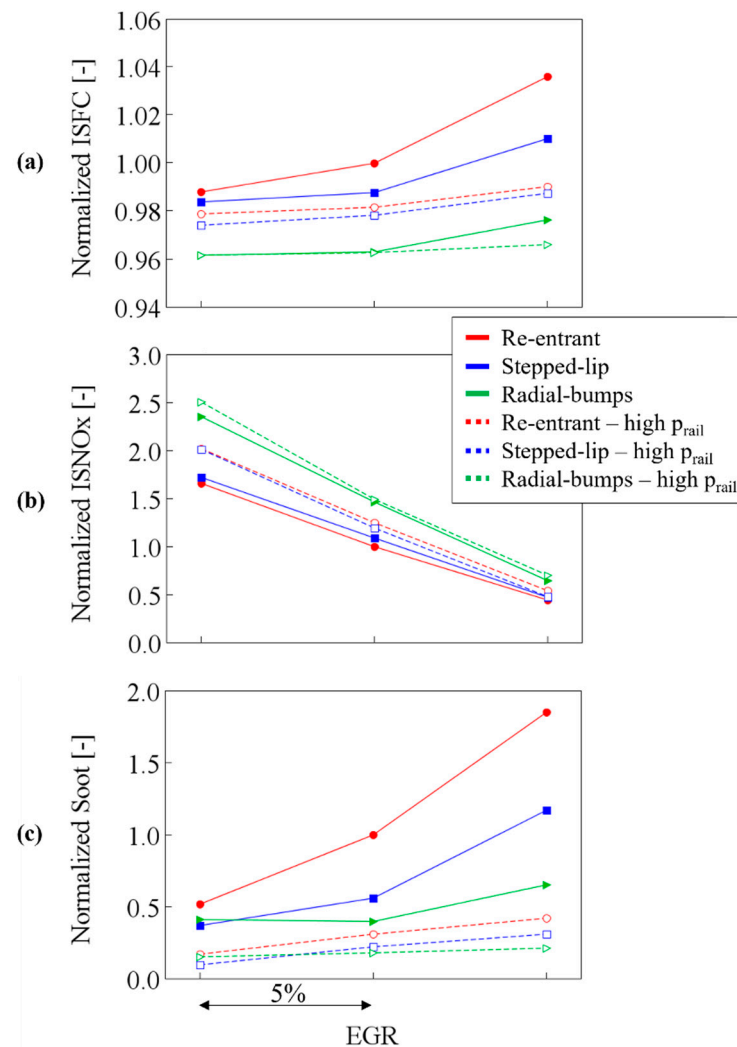 (a)
Normalized ISFC [-]
1.06
1.04
1.02
1.00
0.98
0.96
0.94
Re-entrant
Stepped-lip
Radial-bumps
Re-entrant – high p_rail
Stepped-lip – high p_rail
Radial-bumps – high p_rail
(b)
Normalized ISNOx [-]
3.0
2.5
2.0
1.5
1.0
0.5
0.0
(c)
Normalized Soot [-]
2.0
1.5
1.0
0.5
0.0
5%
EGR